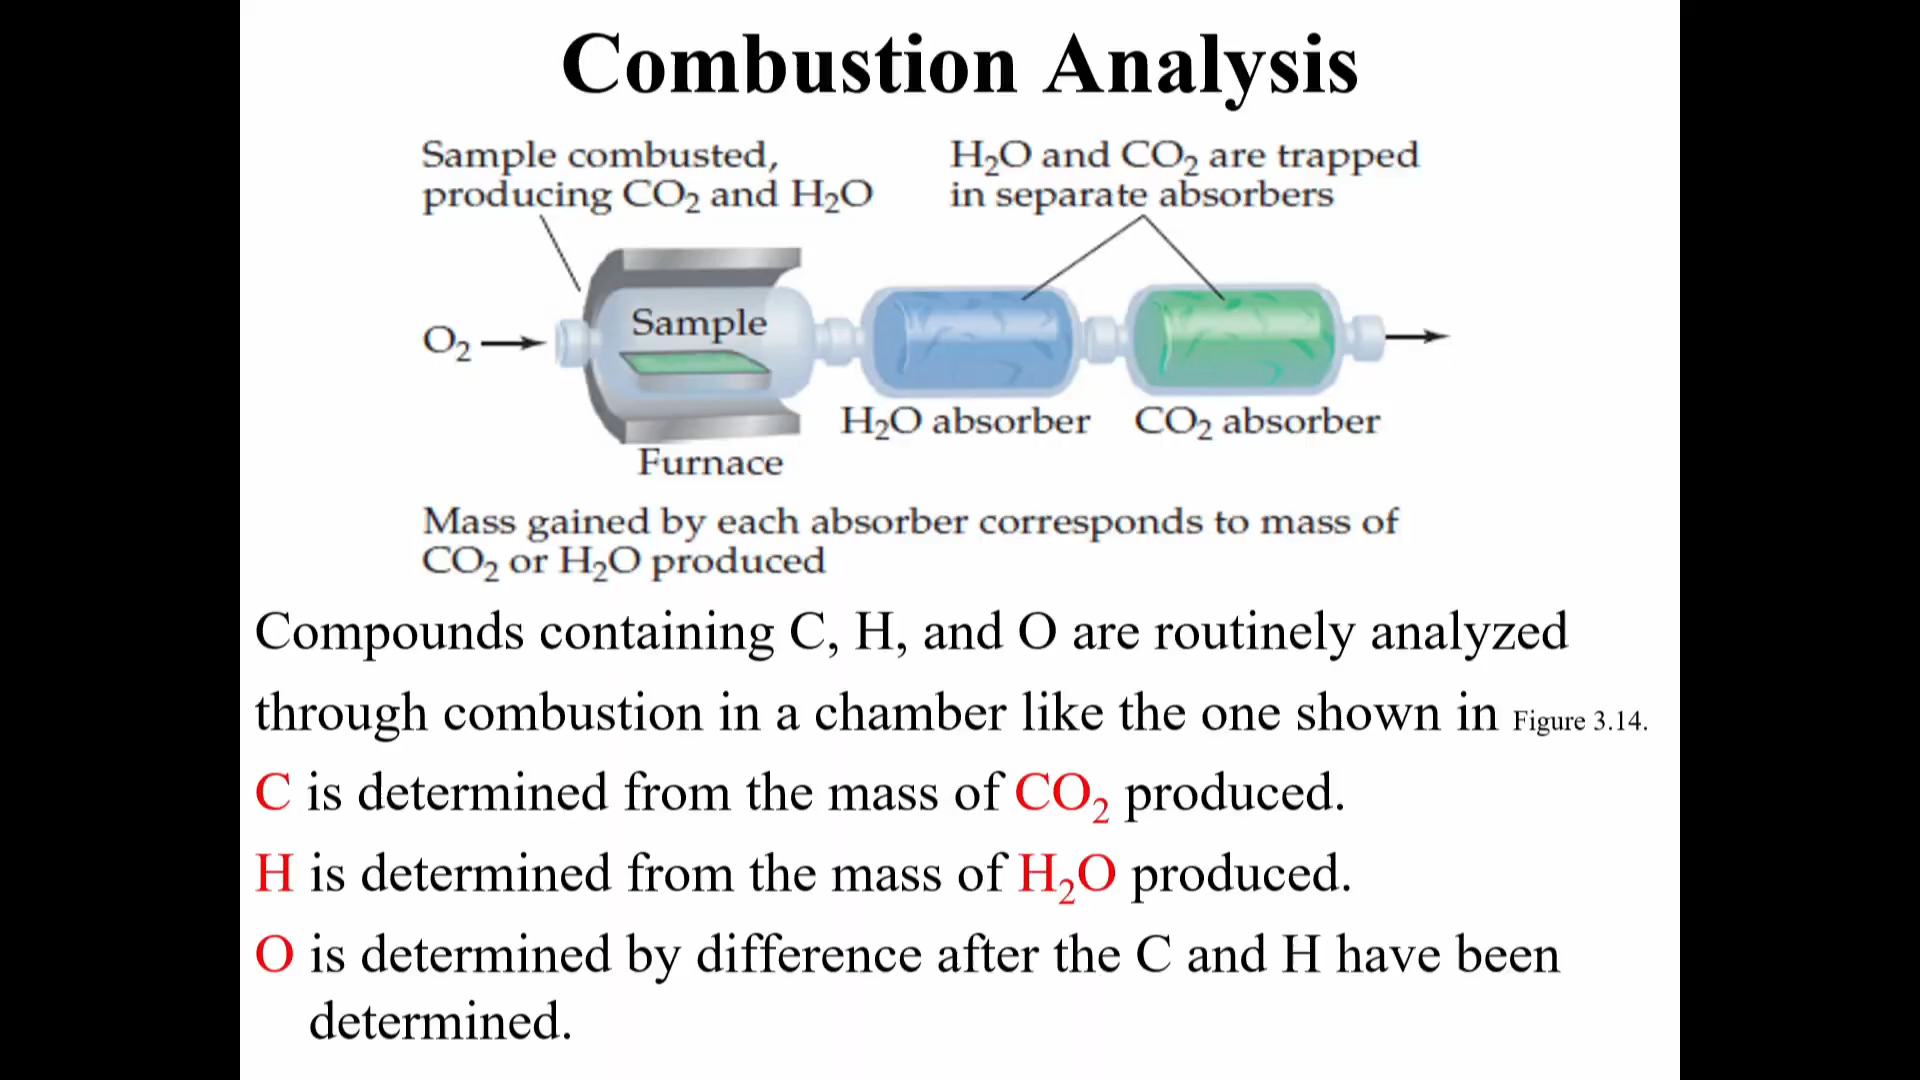 Combustion Analysis
Sample combusted,
producing CO₂ and H₂O
H₂O and CO₂ are trapped
in separate absorbers
O₂
Sample
H₂O absorber
CO₂ absorber
Furnace
Mass gained by each absorber corresponds to mass of
CO₂ or H₂O produced
Compounds containing C, H, and O are routinely analyzed
through combustion in a chamber like the one shown in Figure 3.14.
C is determined from the mass of CO₂ produced.
H is determined from the mass of H₂O produced.
O is determined by difference after the C and H have been
determined.